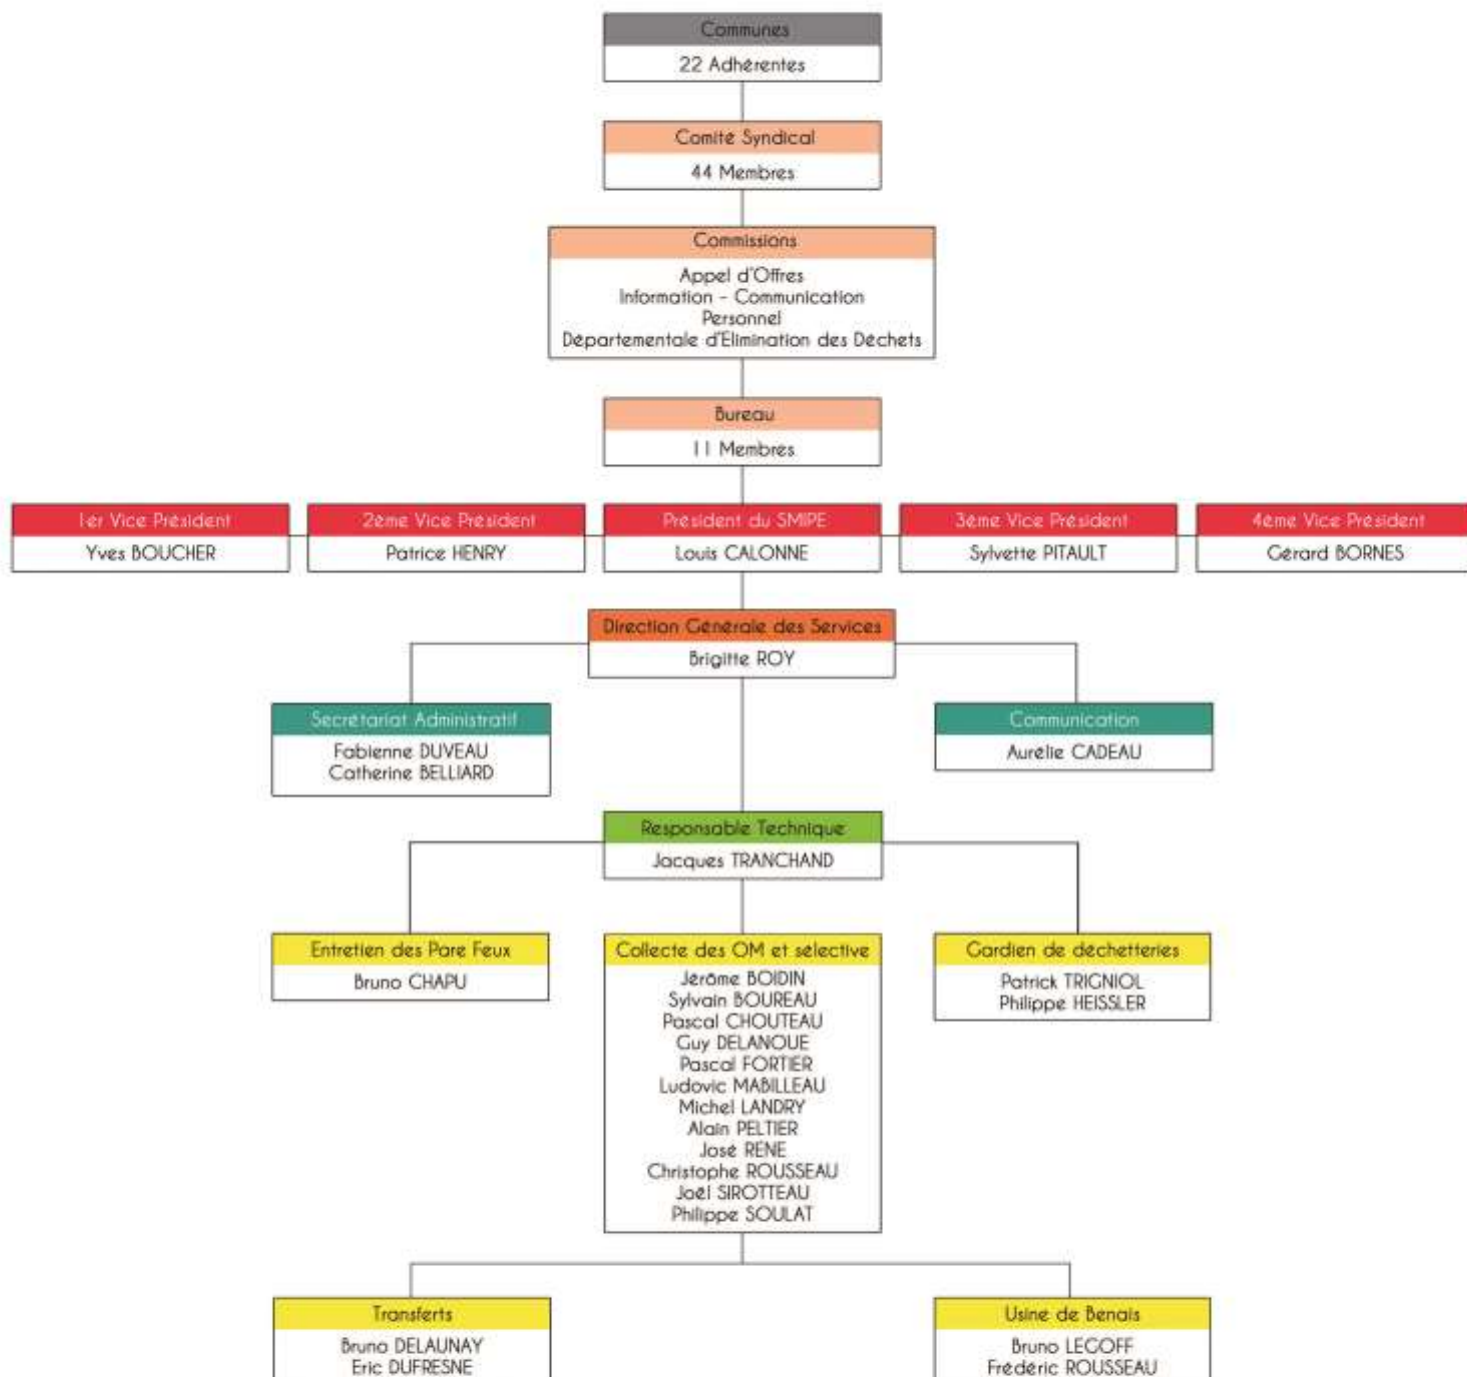 Communes
22 Adhérentes
Comité Syndical
44 Membres
Commissions
Appel d'Offres
Information - Communication
Personnel
Départementale d'Elimination des Déchets
Bureau
11 Membres
1er Vice Président
Yves BOUCHER
2ème Vice Président
Patrice HENRY
Président du SMIPE
Louis CALONNE
3ème Vice Président
Sylvette PITAULT
4ème Vice Président
Gérard BORNES
Direction Générale des Services
Brigitte ROY
Secrétariat Administratif
Fabienne DUVEAU
Catherine BELLIARD
Communication
Aurélie CADEAU
Responsable Technique
Jacques TRANCHAND
Entretien des Pare Feux
Bruno CHAPU
Collecte des OM et sélective
Jérôme BOIDIN
Sylvain BOUREAU
Pascal CHOUTEAU
Guy DELANOUE
Pascal FORTIER
Ludovic MABILLEAU
Michel LANDRY
Alain PELTIER
José RENE
Christophe ROUSSEAU
Joël SIROTTEAU
Philippe SOULAT
Gardien de déchetteries
Patrick TRIGNIOL
Philippe HEISSLER
Transferts
Bruno DELAUNAY
Eric DUFRESNE
Usine de Benais
Bruno LEGOFF
Frédéric ROUSSEAU